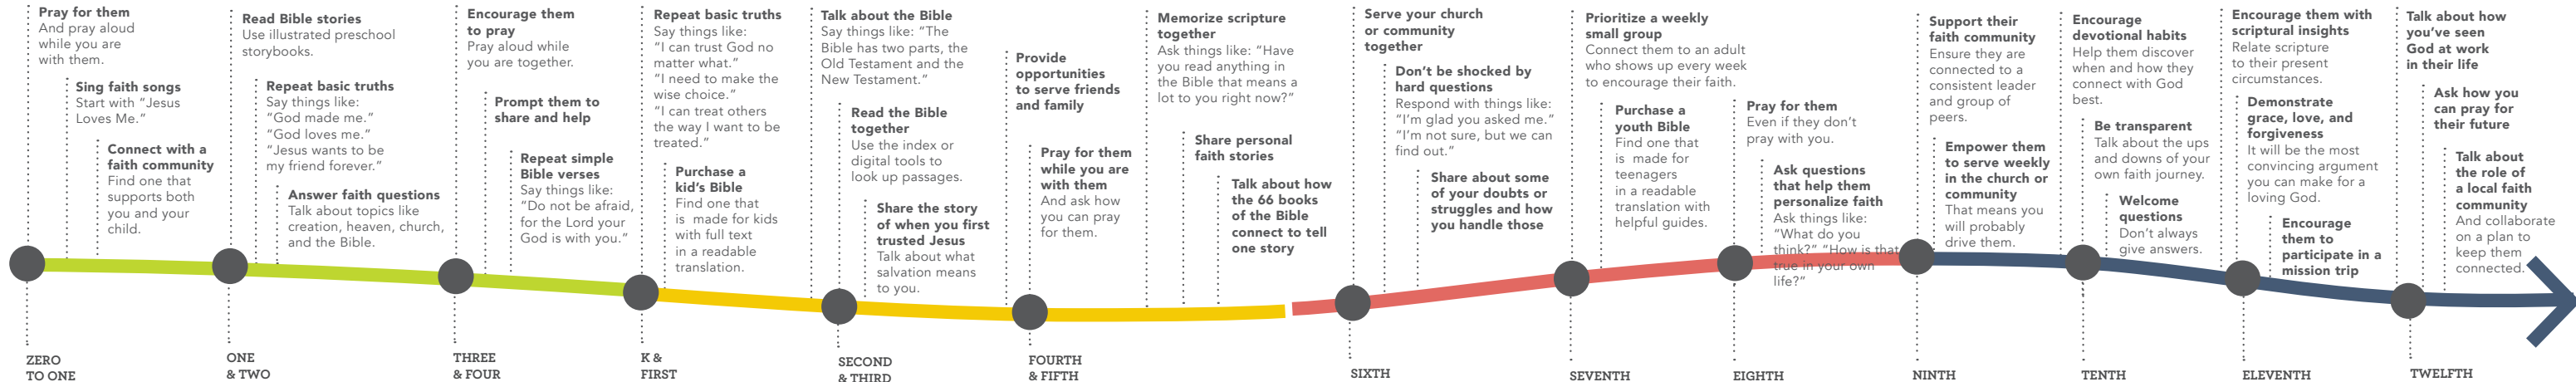 Pray for them
And pray aloud
while you are
with them.
Sing faith songs
Start with "Jesus
Loves Me."
Connect with a
faith community
Find one that
supports both
you and your
child.
ZERO
TO ONE
Read Bible stories
Use illustrated preschool
storybooks.
Repeat basic truths
Say things like:
"God made me."
"God loves me."
"Jesus wants to be
my friend forever."
Answer faith questions
Talk about topics like
creation, heaven, church,
and the Bible.
ONE
& TWO
Encourage them
to pray
Pray aloud while
you are together.
Prompt them to
share and help
Repeat simple
Bible verses
Say things like:
"Do not be afraid,
for the Lord your
God is with you."
THREE
& FOUR
Repeat basic truths
Say things like:
"I can trust God no
matter what."
"I need to make the
wise choice."
"I can treat others
the way I want to be
treated."
Purchase a
kid's Bible
Find one that
is made for kids
with full text
in a readable
translation.
K &
FIRST
Talk about the Bible
Say things like: "The
Bible has two parts, the
Old Testament and the
New Testament."
Read the Bible
together
Use the index or
digital tools to
look up passages.
Share the story
of when you first
trusted Jesus
Talk about what
salvation means
to you.
SECOND
& THIRD
Provide
opportunities
to serve friends
and family
Pray for them
while you are
with them
And ask how
you can pray
for them.
FOURTH
& FIFTH
Memorize scripture
together
Ask things like: "Have
you read anything in
the Bible that means a
lot to you right now?"
Share personal
faith stories
Talk about how
the 66 books
of the Bible
connect to tell
one story
Serve your church
or community
together
Don't be shocked by
hard questions
Respond with things like:
"I'm glad you asked me."
"I'm not sure, but we can
find out."
Share about some
of your doubts or
struggles and how
you handle those
SIXTH
Prioritize a weekly
small group
Connect them to an adult
who shows up every week
to encourage their faith.
Purchase a
youth Bible
Find one that
is made for
teenagers
in a readable
translation with
helpful guides.
SEVENTH
Pray for them
Even if they don't
pray with you.
Ask questions
that help them
personalize faith
Ask things like:
"What do you
think?" "How is that
true in your own
life?"
EIGHTH
Support their
faith community
Ensure they are
connected to a
consistent leader
and group of
peers.
Empower them
to serve weekly
in the church or
community
That means you
will probably
drive them.
NINTH
Encourage
devotional habits
Help them discover
when and how they
connect with God
best.
Be transparent
Talk about the ups
and downs of your
own faith journey.
Welcome
questions
Don't always
give answers.
TENTH
Encourage them with
scriptural insights
Relate scripture
to their present
circumstances.
Demonstrate
grace, love, and
forgiveness
It will be the most
convincing argument
you can make for a
loving God.
Encourage
them to
participate in a
mission trip
ELEVENTH
Talk about how
you've seen
God at work
in their life
Ask how you
can pray for
their future
Talk about
the role of
a local faith
community
And collaborate
on a plan to
keep them
connected.
TWELFTH